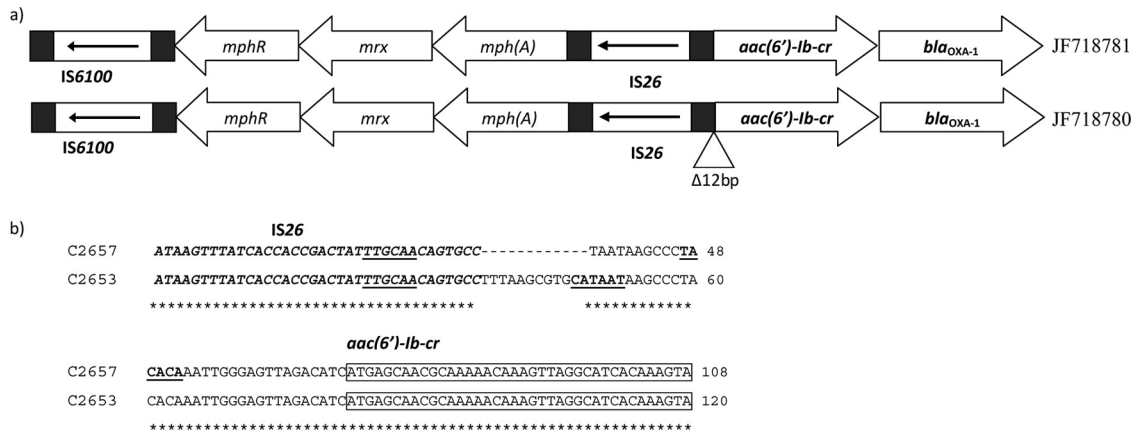 a)
mphR mrx mph(A) aac(6')-Ib-cr blaOXA-1 JF718781
IS6100 IS26
mphR mrx mph(A) aac(6')-Ib-cr blaOXA-1 JF718780
IS6100 IS26
Δ12bp
b)
IS26
C2657 ATAAGTTTATCACCACCGACTATTTGCAACAGTGCC------------TAATAAGCCCTA 48
C2653 ATAAGTTTATCACCACCGACTATTTGCAACAGTGCCTTTAAGCGTGCATAATAAGCCCTA 60
************************************ ************
aac(6')-Ib-cr
C2657 CACAAATTGGGAGTTAGACATCATGAGCAACGCAAAAACAAAGTTAGGCATCACAAAGTA 108
C2653 CACAAATTGGGAGTTAGACATCATGAGCAACGCAAAAACAAAGTTAGGCATCACAAAGTA 120
************************************************************